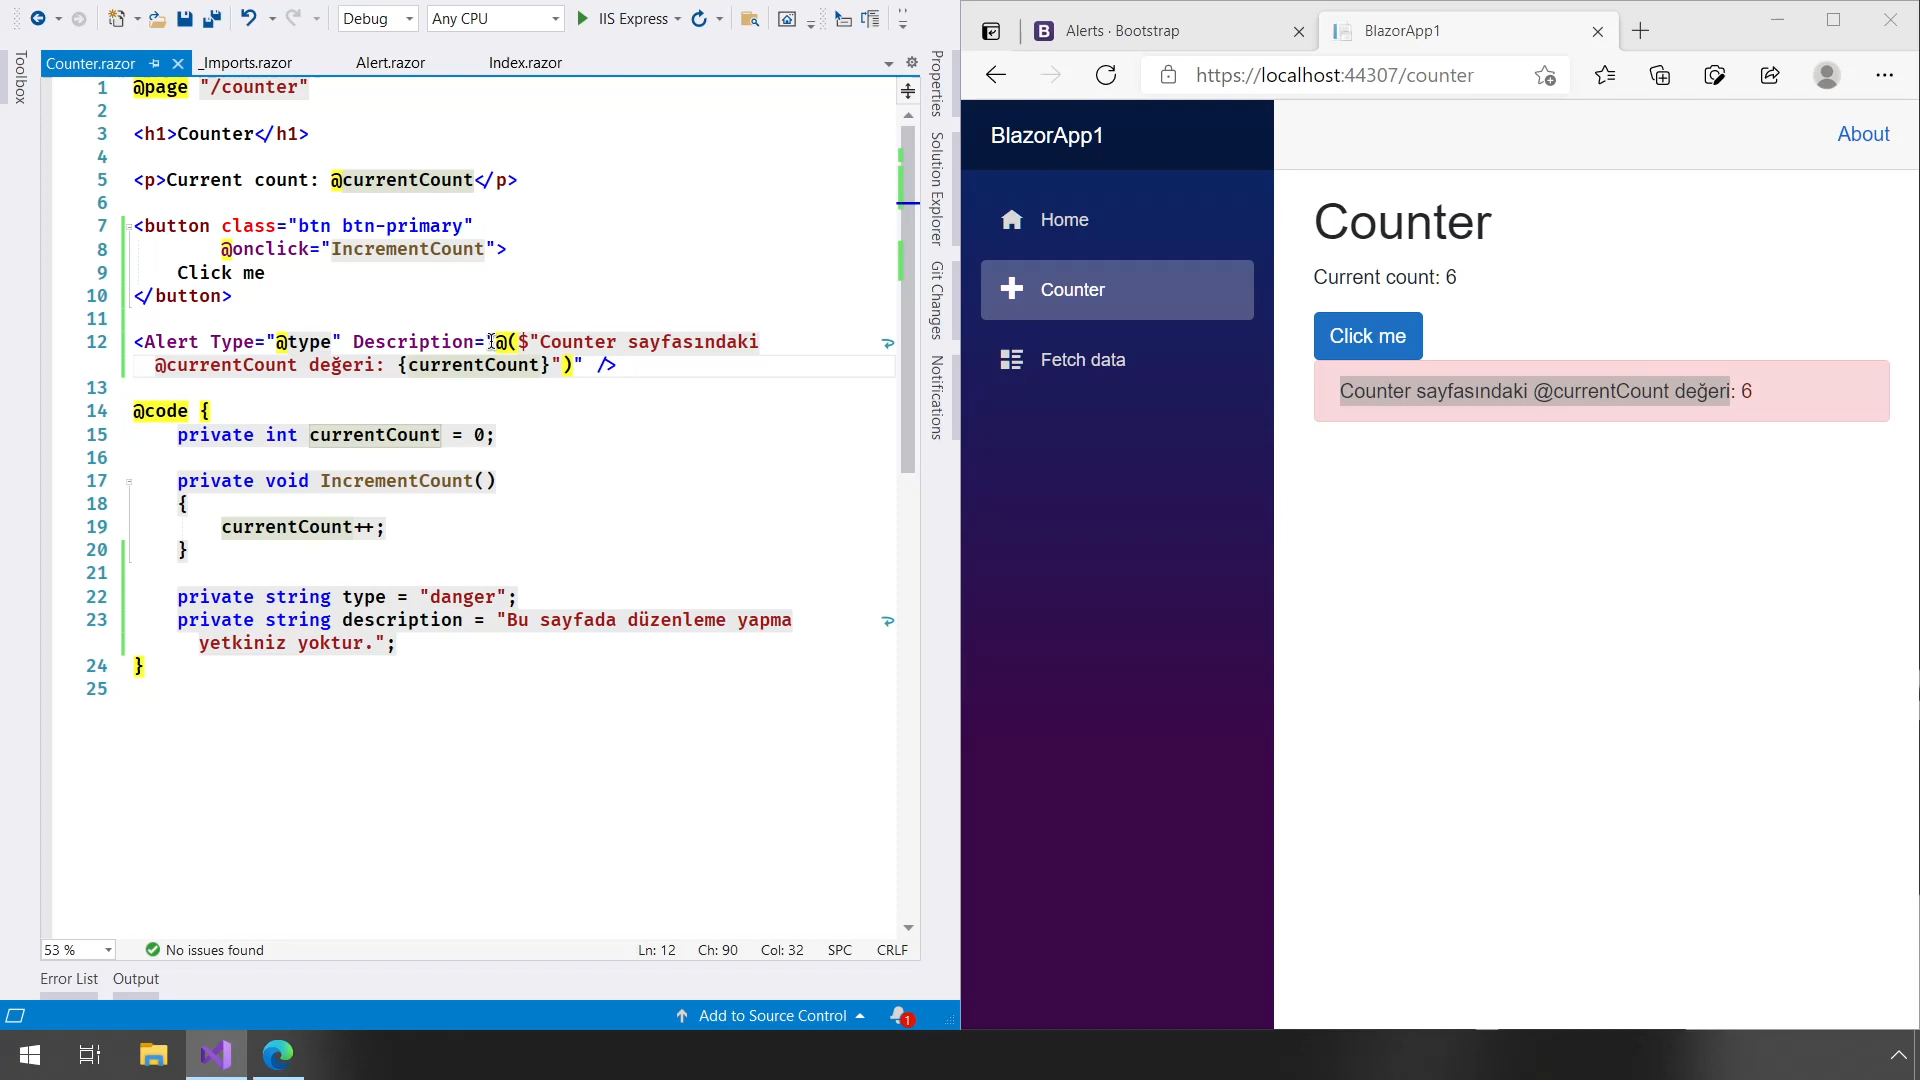 Debug
Any CPU
IIS Express
Toolbox
Counter.razor
_Imports.razor
Alert.razor
Index.razor
1 @page "/counter"
2
3 <h1>Counter</h1>
4
5 <p>Current count: @currentCount</p>
6
7 <button class="btn btn-primary"
8 @onclick="IncrementCount">
9 Click me
10 </button>
11
12 <Alert Type="@type" Description="@($"Counter sayfasındaki
@currentCount değeri: {currentCount}")" />
13
14 @code {
15 private int currentCount = 0;
16
17 private void IncrementCount()
18 {
19 currentCount++;
20 }
21
22 private string type = "danger";
23 private string description = "Bu sayfada düzenleme yapma
yetkiniz yoktur.";
24 }
25
53 %
No issues found
Ln: 12
Ch: 90
Col: 32
SPC
CRLF
Error List
Output
Add to Source Control
1
Properties
Solution Explorer
Git Changes
Notifications
B
Alerts · Bootstrap
BlazorApp1
https://localhost:44307/counter
BlazorApp1
About
Home
Counter
Fetch data
Counter
Current count: 6
Click me
Counter sayfasındaki @currentCount değeri: 6